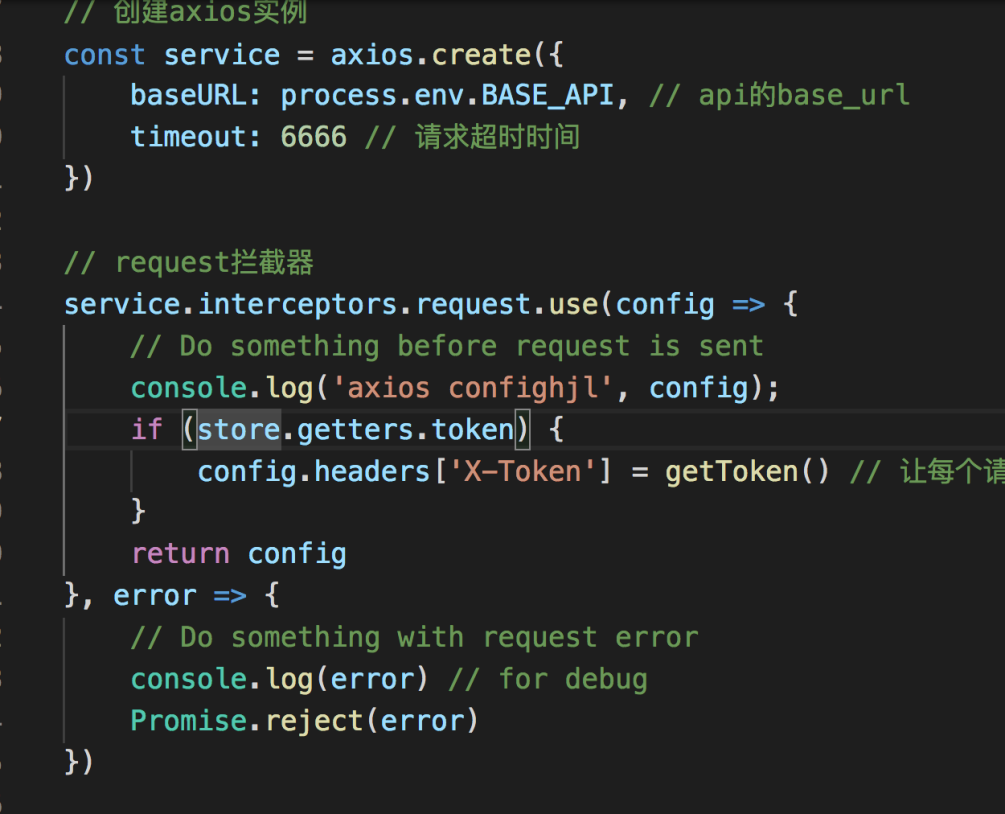 // 创建axios实例
const service = axios.create({
baseURL: process.env.BASE_API, // api的base_url
timeout: 6666 // 请求超时时间
})
// request拦截器
service.interceptors.request.use(config => {
// Do something before request is sent
console.log('axios confighjl', config);
if (store.getters.token) {
config.headers['X-Token'] = getToken() // 让每个请
}
return config
}, error => {
// Do something with request error
console.log(error) // for debug
Promise.reject(error)
})